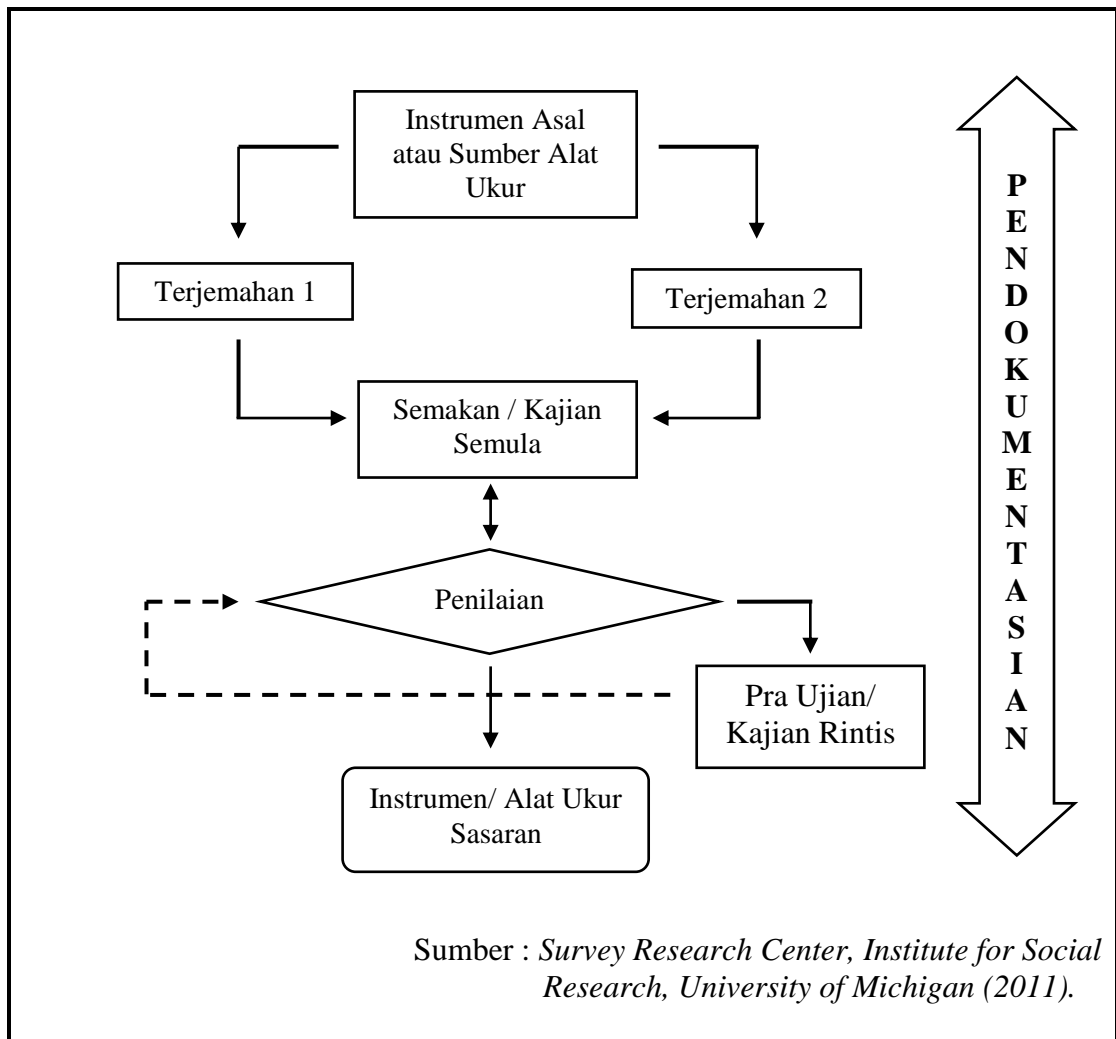 Instrumen Asal
atau Sumber Alat
Ukur
Terjemahan 1
Terjemahan 2
Semakan / Kajian
Semula
Penilaian
Pra Ujian/
Kajian Rintis
Instrumen/ Alat Ukur
Sasaran
P
E
N
D
O
K
U
M
E
N
T
A
S
I
A
N
Sumber : Survey Research Center, Institute for Social
Research, University of Michigan (2011).